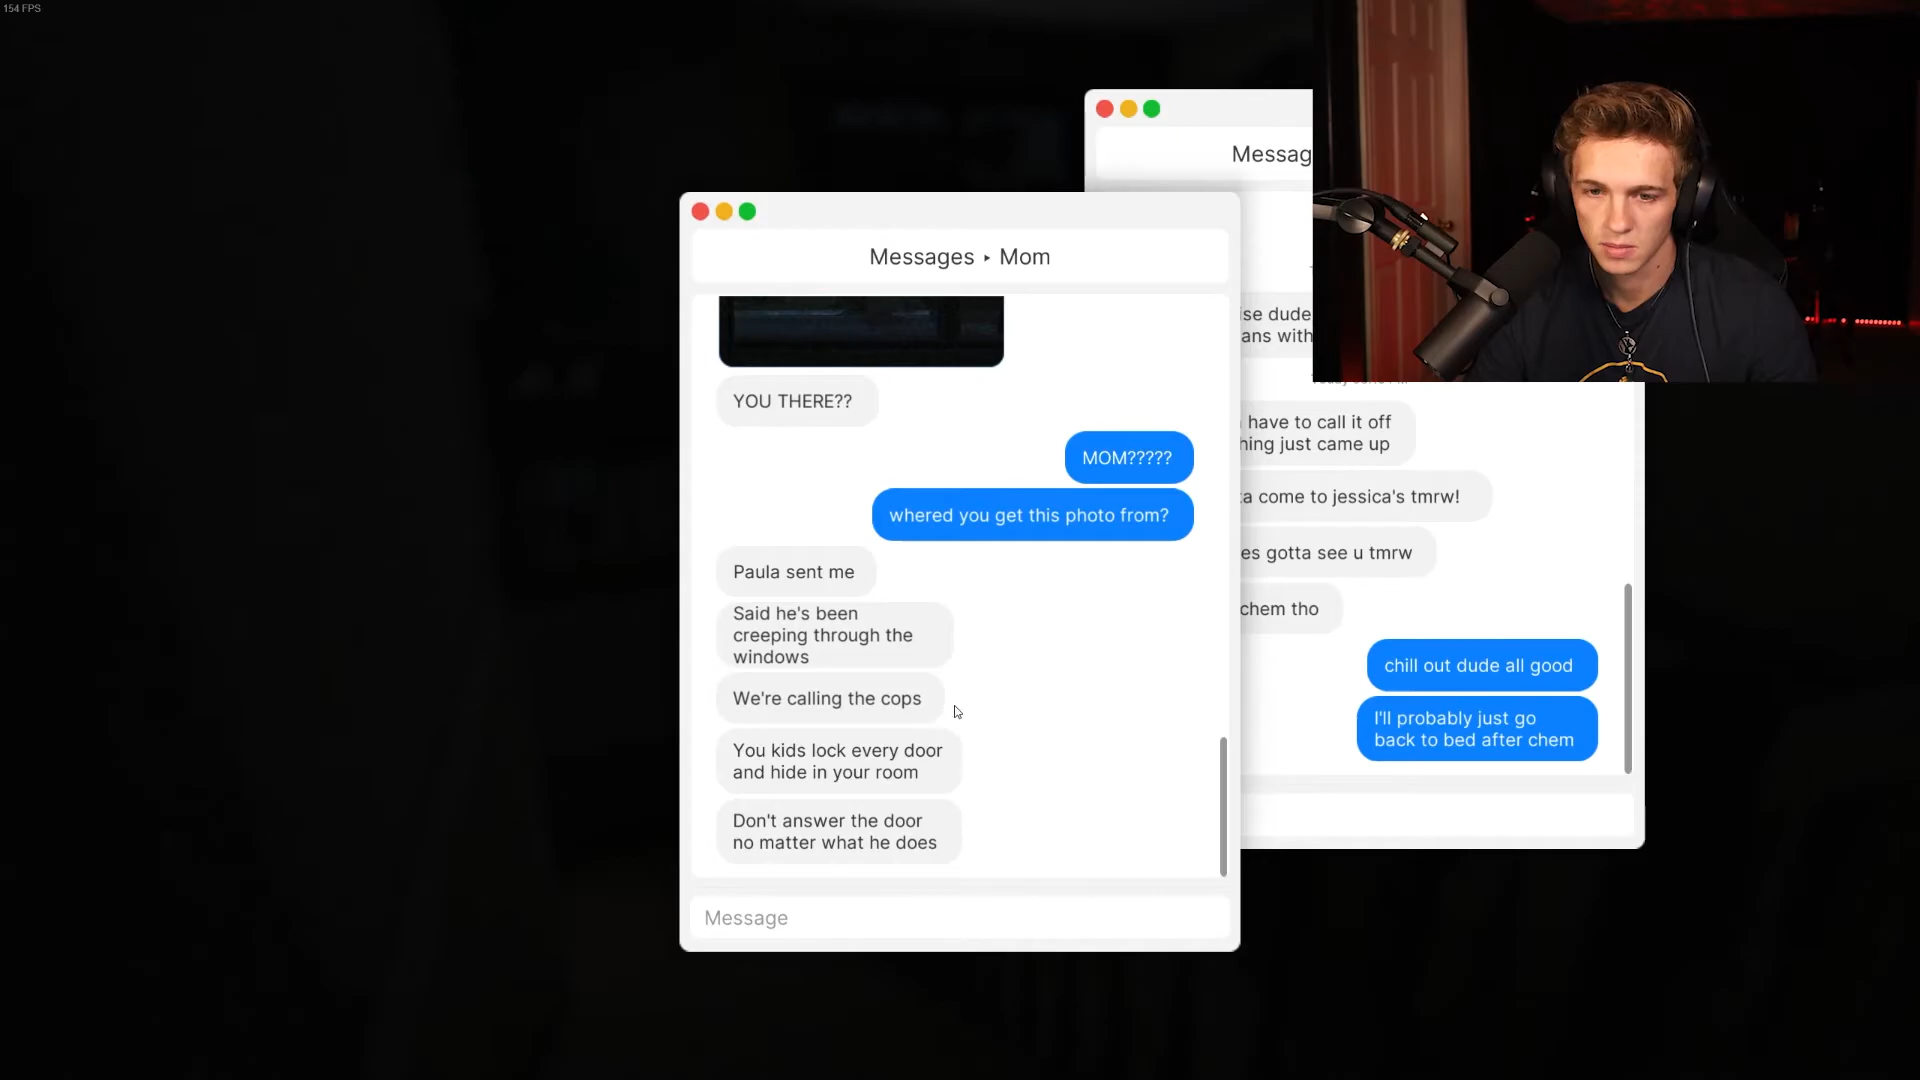 154 FPS
Messages ‣ Mom
YOU THERE??
MOM?????
whered you get this photo from?
Paula sent me
Said he's been
creeping through the
windows
We're calling the cops
You kids lock every door
and hide in your room
Don't answer the door
no matter what he does
Message
Messag
ise dude
ans with
have to call it off
hing just came up
ta come to jessica's tmrw!
es gotta see u tmrw
chem tho
chill out dude all good
I'll probably just go
back to bed after chem